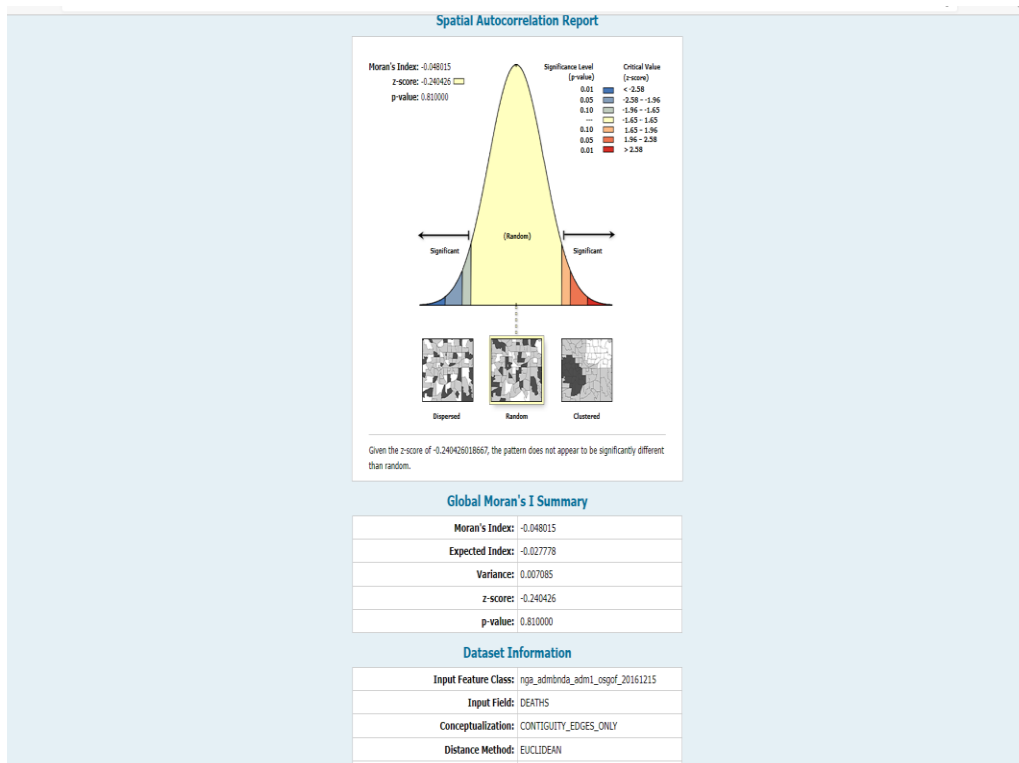 Spatial Autocorrelation Report
Moran's Index: -0.048015
z-score: -0.240426
p-value: 0.810000
Significance Level (p-value)
Critical Value (z-score)
0.01 < -2.58
0.05 -2.58 - -1.96
0.10 -1.96 - -1.65
--- -1.65 - 1.65
0.10 1.65 - 1.96
0.05 1.96 - 2.58
0.01 > 2.58
(Random)
Significant
Significant
Dispersed
Random
Clustered
Given the z-score of -0.240426018667, the pattern does not appear to be significantly different
than random.
Global Moran's I Summary
Moran's Index: -0.048015
Expected Index: -0.027778
Variance: 0.007085
z-score: -0.240426
p-value: 0.810000
Dataset Information
Input Feature Class: nga_admbnda_adm1_osgof_20161215
Input Field: DEATHS
Conceptualization: CONTIGUITY_EDGES_ONLY
Distance Method: EUCLIDEAN